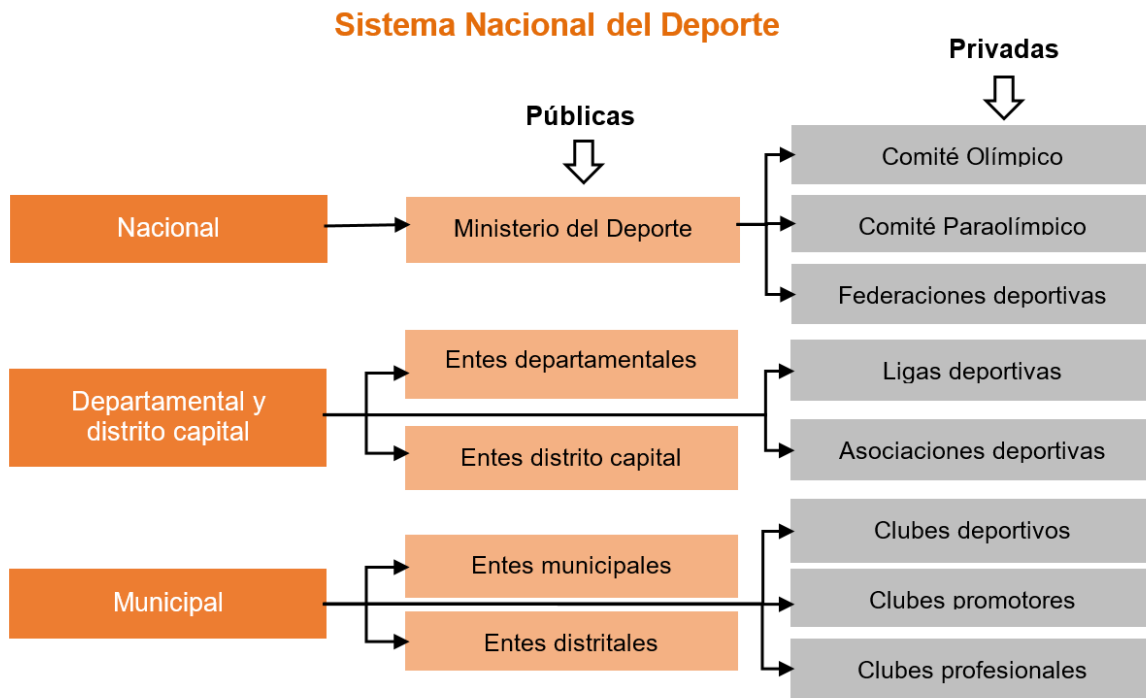 Sistema Nacional del Deporte
Privadas
Públicas
Comité Olímpico
Nacional
Ministerio del Deporte
Comité Paraolímpico
Federaciones deportivas
Departamental y
distrito capital
Entes departamentales
Entes distrito capital
Ligas deportivas
Asociaciones deportivas
Municipal
Entes municipales
Entes distritales
Clubes deportivos
Clubes promotores
Clubes profesionales